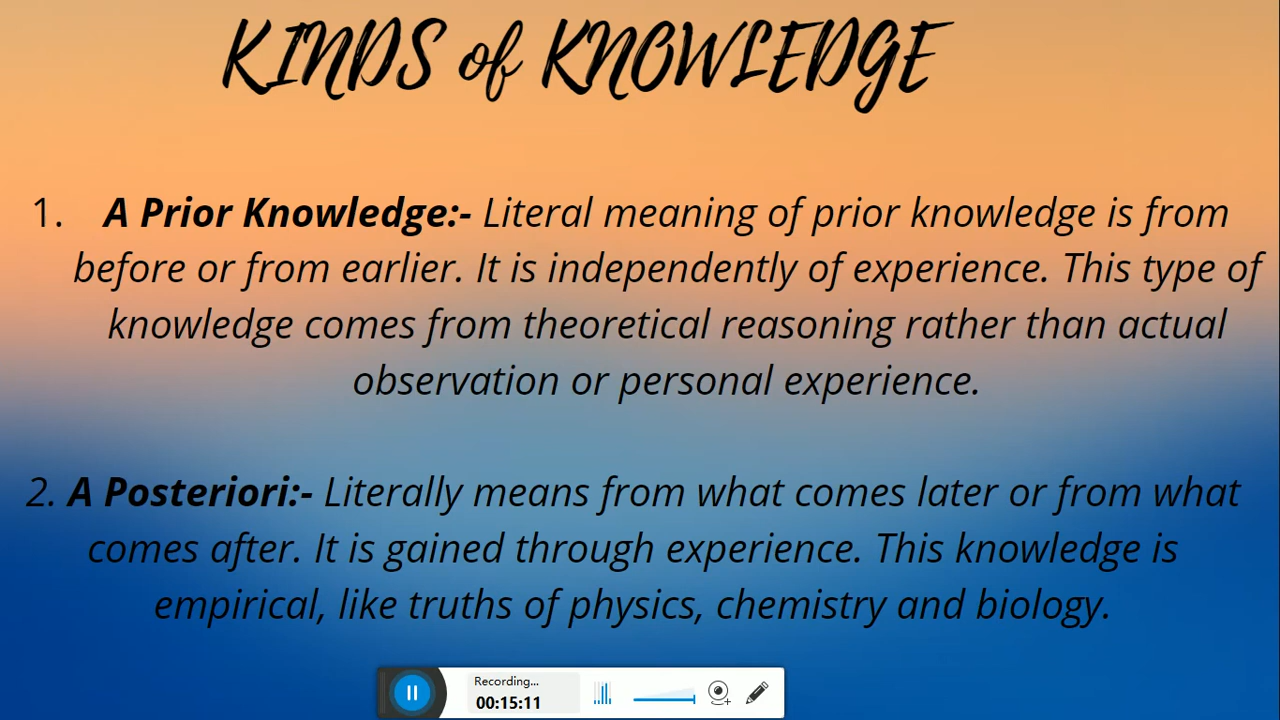 KINDS of KNOWLEDGE
1. A Prior Knowledge:- Literal meaning of prior knowledge is from
before or from earlier. It is independently of experience. This type of
knowledge comes from theoretical reasoning rather than actual
observation or personal experience.
2. A Posteriori:- Literally means from what comes later or from what
comes after. It is gained through experience. This knowledge is
empirical, like truths of physics, chemistry and biology.
Recording...
00:15:11